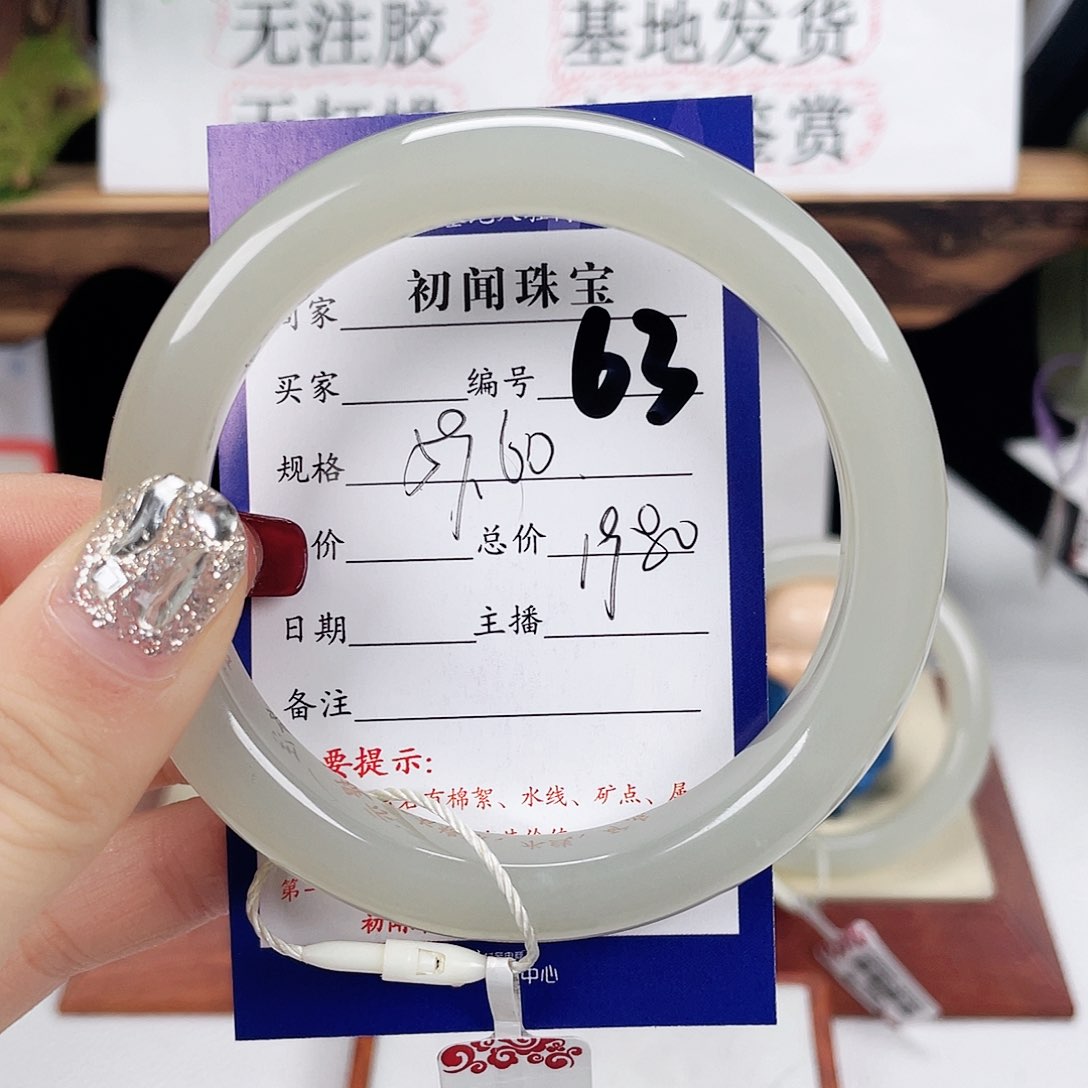 无注胶 基地发货
鉴赏
初闻珠宝
家
买家 编号 63
规格 57.60
价 总价 1980
日期 主播
备注
要提示:
有棉絮、水线、矿点、
第一
中心